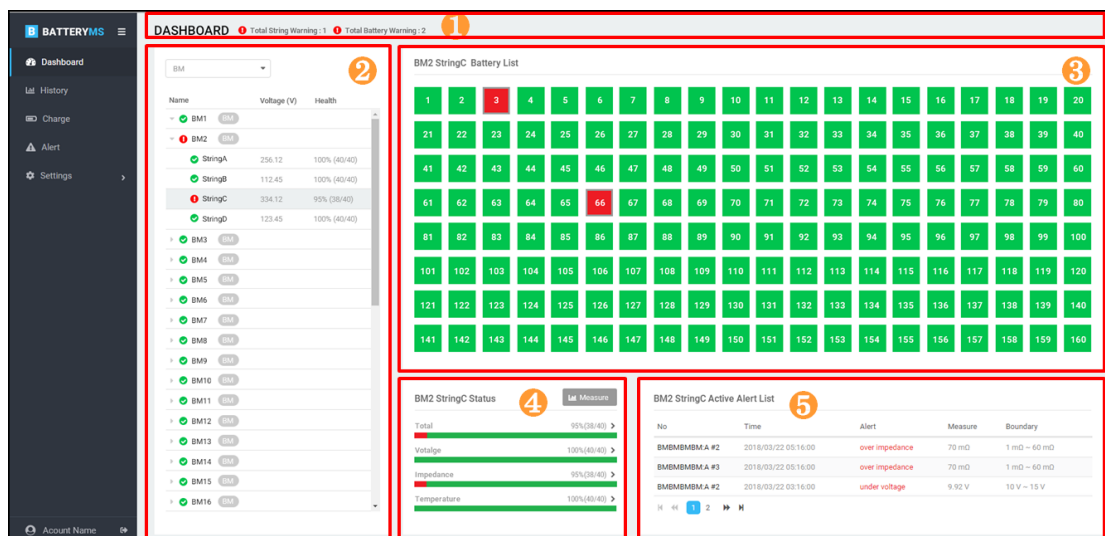 B BATTERYMS
Dashboard
History
Charge
Alert
Settings
Acount Name
DASHBOARD Total String Warning : 1 Total Battery Warning : 2 1
2
BM
Name Voltage (V) Health
BM1 BM
BM2 BM
StringA 256.12 100% (40/40)
StringB 112.45 100% (40/40)
StringC 334.12 95% (38/40)
StringD 123.45 100% (40/40)
BM3 BM
BM4 BM
BM5 BM
BM6 BM
BM7 BM
BM8 BM
BM9 BM
BM10 BM
BM11 BM
BM12 BM
BM13 BM
BM14 BM
BM15 BM
BM16 BM
BM2 StringC Battery List 3
1 2 3 4 5 6 7 8 9 10 11 12 13 14 15 16 17 18 19 20
21 22 23 24 25 26 27 28 29 30 31 32 33 34 35 36 37 38 39 40
41 42 43 44 45 46 47 48 49 50 51 52 53 54 55 56 57 58 59 60
61 62 63 64 65 66 67 68 69 70 71 72 73 74 75 76 77 78 79 80
81 82 83 84 85 86 87 88 89 90 91 92 93 94 95 96 97 98 99 100
101 102 103 104 105 106 107 108 109 110 111 112 113 114 115 116 117 118 119 120
121 122 123 124 125 126 127 128 129 130 131 132 133 134 135 136 137 138 139 140
141 142 143 144 145 146 147 148 149 150 151 152 153 154 155 156 157 158 159 160
BM2 StringC Status 4 Measure
Total 95%(38/40)
Votalge 100%(40/40)
Impedance 95%(38/40)
Temperature 100%(40/40)
BM2 StringC Active Alert List 5
No Time Alert Measure Boundary
BMBMBMBM:A #2 2018/03/22 05:16:00 over impedance 70 mΩ 1 mΩ ~ 60 mΩ
BMBMBMBM:A #3 2018/03/22 05:16:00 over impedance 70 mΩ 1 mΩ ~ 60 mΩ
BMBMBMBM:A #2 2018/03/22 03:16:00 under voltage 9.92 V 10 V ~ 15 V
1 2